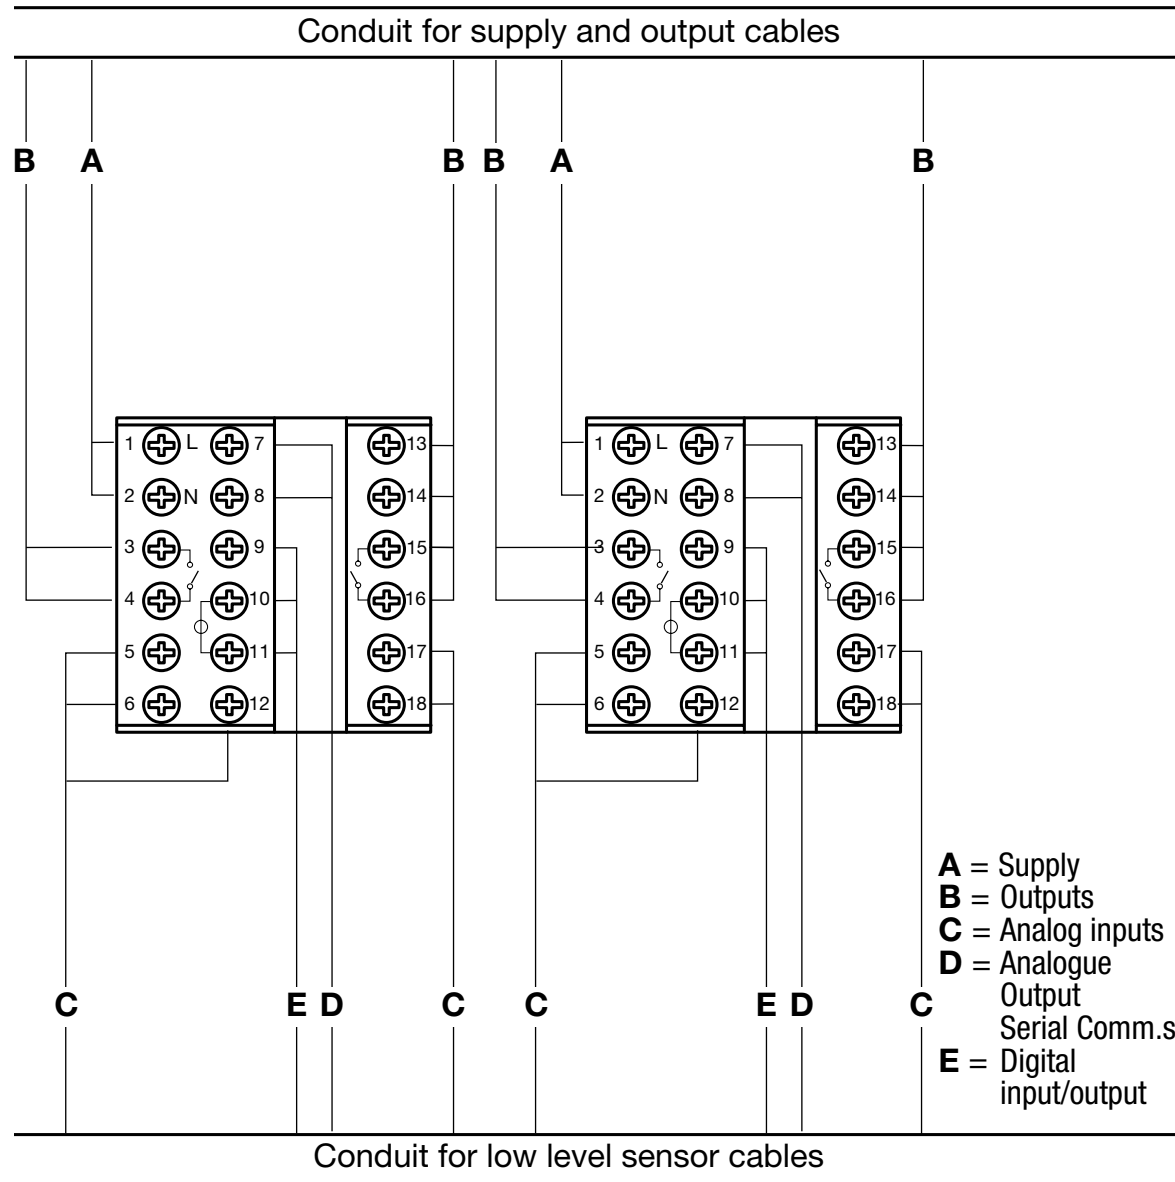 Conduit for supply and output cables
B A B B A B
1 L 7 13 1 L 7 13
2 N 8 14 2 N 8 14
3 9 15 3 9 15
4 10 16 4 10 16
5 11 17 5 11 17
6 12 18 6 12 18
A = Supply
B = Outputs
C = Analog inputs
D = Analogue
Output
Serial Comm.s
E = Digital
input/output
C E D C C E D C
Conduit for low level sensor cables